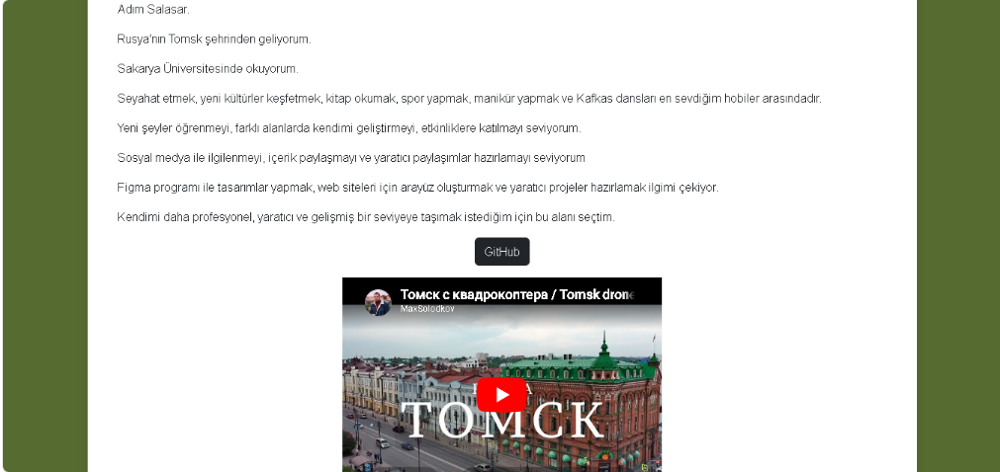 Adım Salasar.
Rusya'nın Tomsk şehrinden geliyorum.
Sakarya Üniversitesinde okuyorum.
Seyahat etmek, yeni kültürler keşfetmek, kitap okumak, spor yapmak, manikür yapmak ve Kafkas dansları en sevdiğim hobiler arasındadır.
Yeni şeyler öğrenmeyi, farklı alanlarda kendimi geliştirmeyi, etkinliklere katılmayı seviyorum.
Sosyal medya ile ilgilenmeyi, içerik paylaşmayı ve yaratıcı paylaşımlar hazırlamayı seviyorum
Figma programı ile tasarımlar yapmak, web siteleri için arayüz oluşturmak ve yaratıcı projeler hazırlamak ilgimi çekiyor.
Kendimi daha profesyonel, yaratıcı ve gelişmiş bir seviyeye taşımak istediğim için bu alanı seçtim.
GitHub
Томск с квадрокоптера / Tomsk drone
MaxSolodkov
ТОМСК